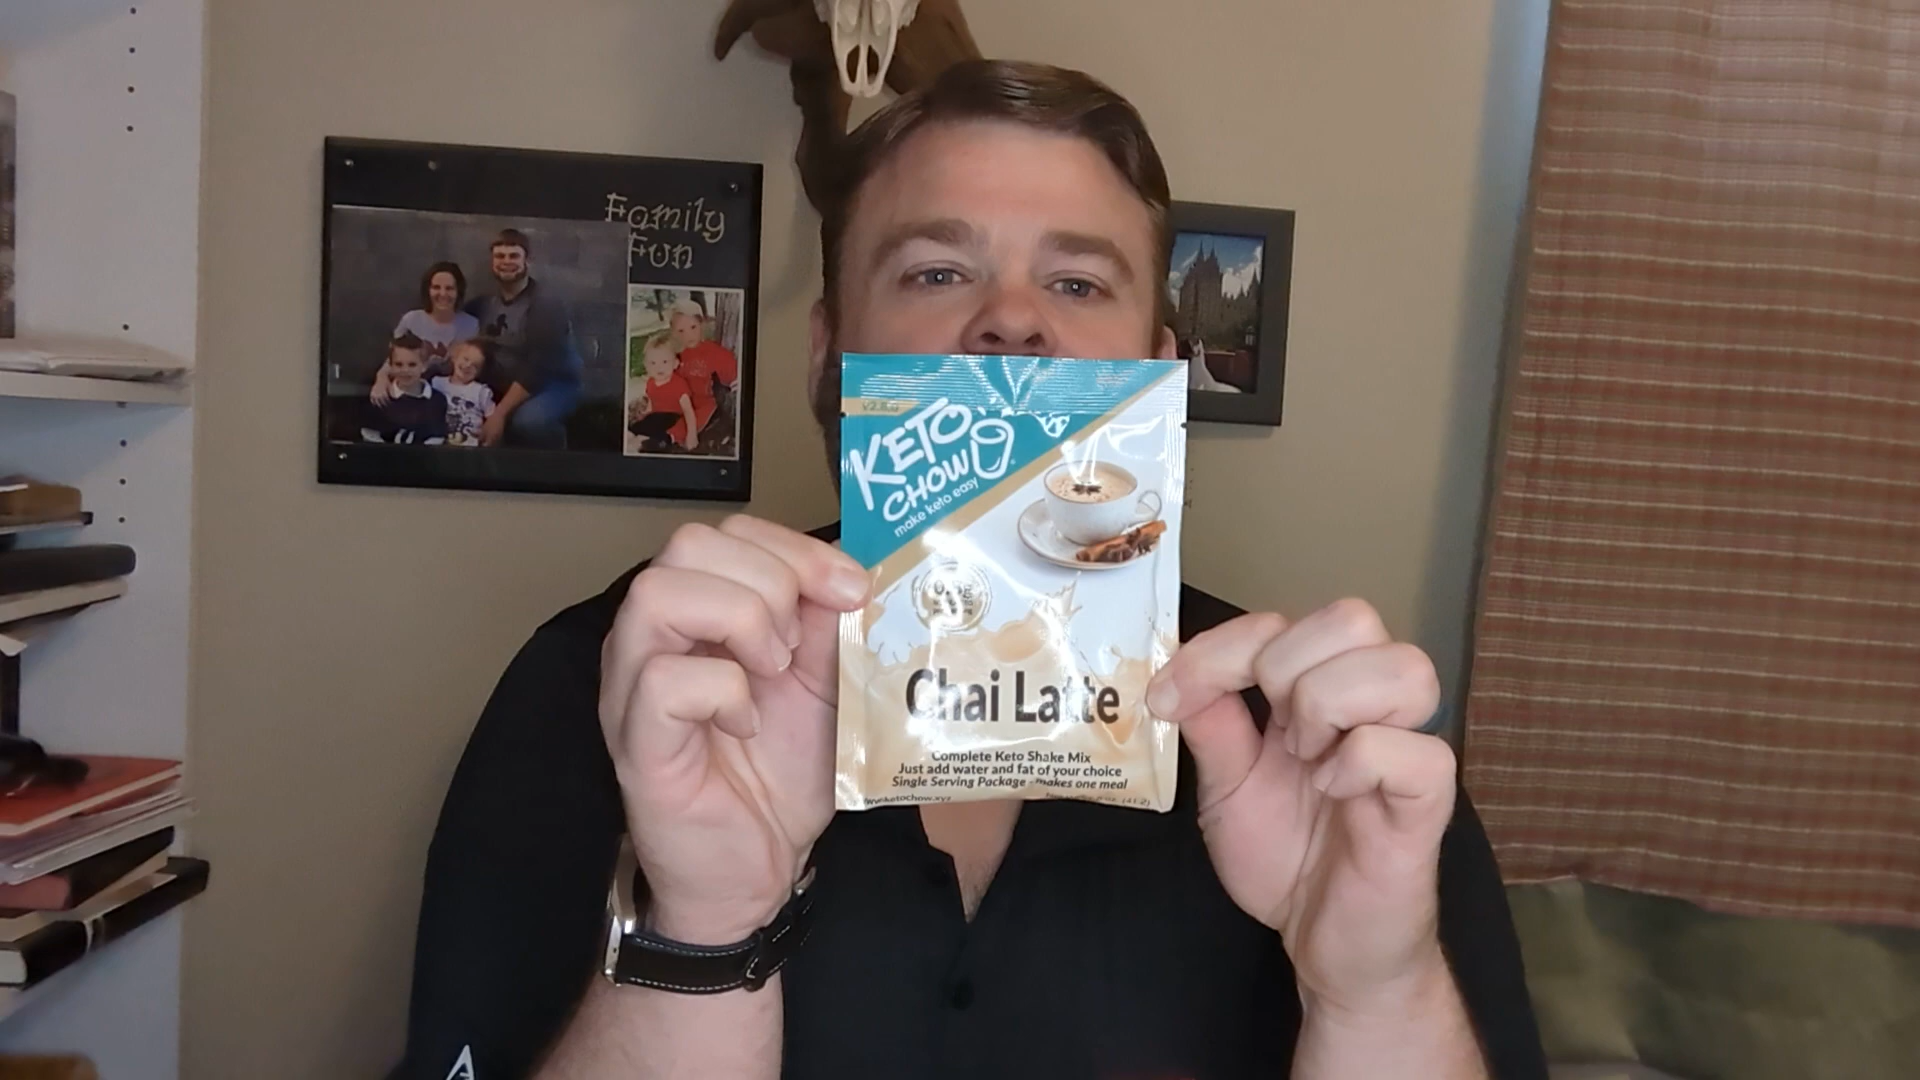 Family
Fun
V2.8.0
KETO
CHOW
make keto easy
Chai Latte
Complete Keto Shake Mix
Just add water and fat of your choice
Single Serving Package - makes one meal